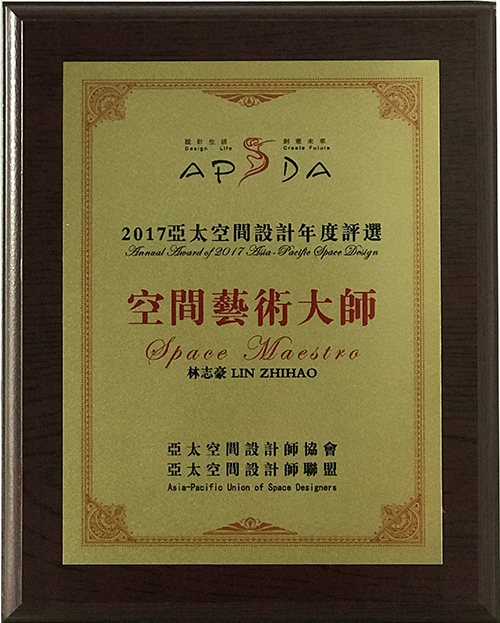 設計生活 創意未來
Design Life Create Future
APSDA
2017亞太空間設計年度評選
Annual Award of 2017 Asia-Pacific Space Design
空間藝術大師
Space Maestro
林志豪 LIN ZHIHAO
亞太空間設計師協會
亞太空間設計師聯盟
Asia-Pacific Union of Space Designers